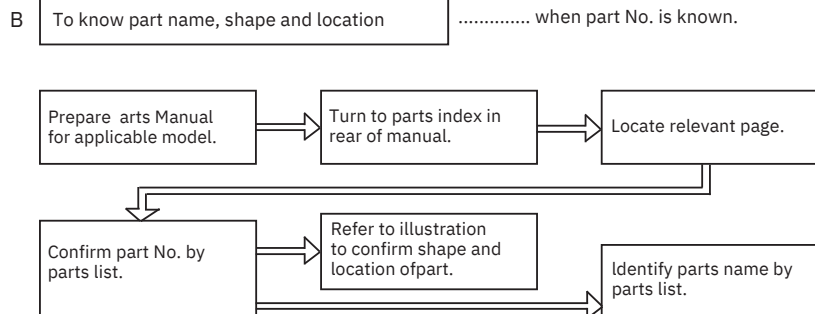 B To know part name, shape and location .............. when part No. is known.
Prepare arts Manual
for applicable model.
Turn to parts index in
rear of manual.
Locate relevant page.
Confirm part No. by
parts list.
Refer to illustration
to confirm shape and
location ofpart.
Identify parts name by
parts list.